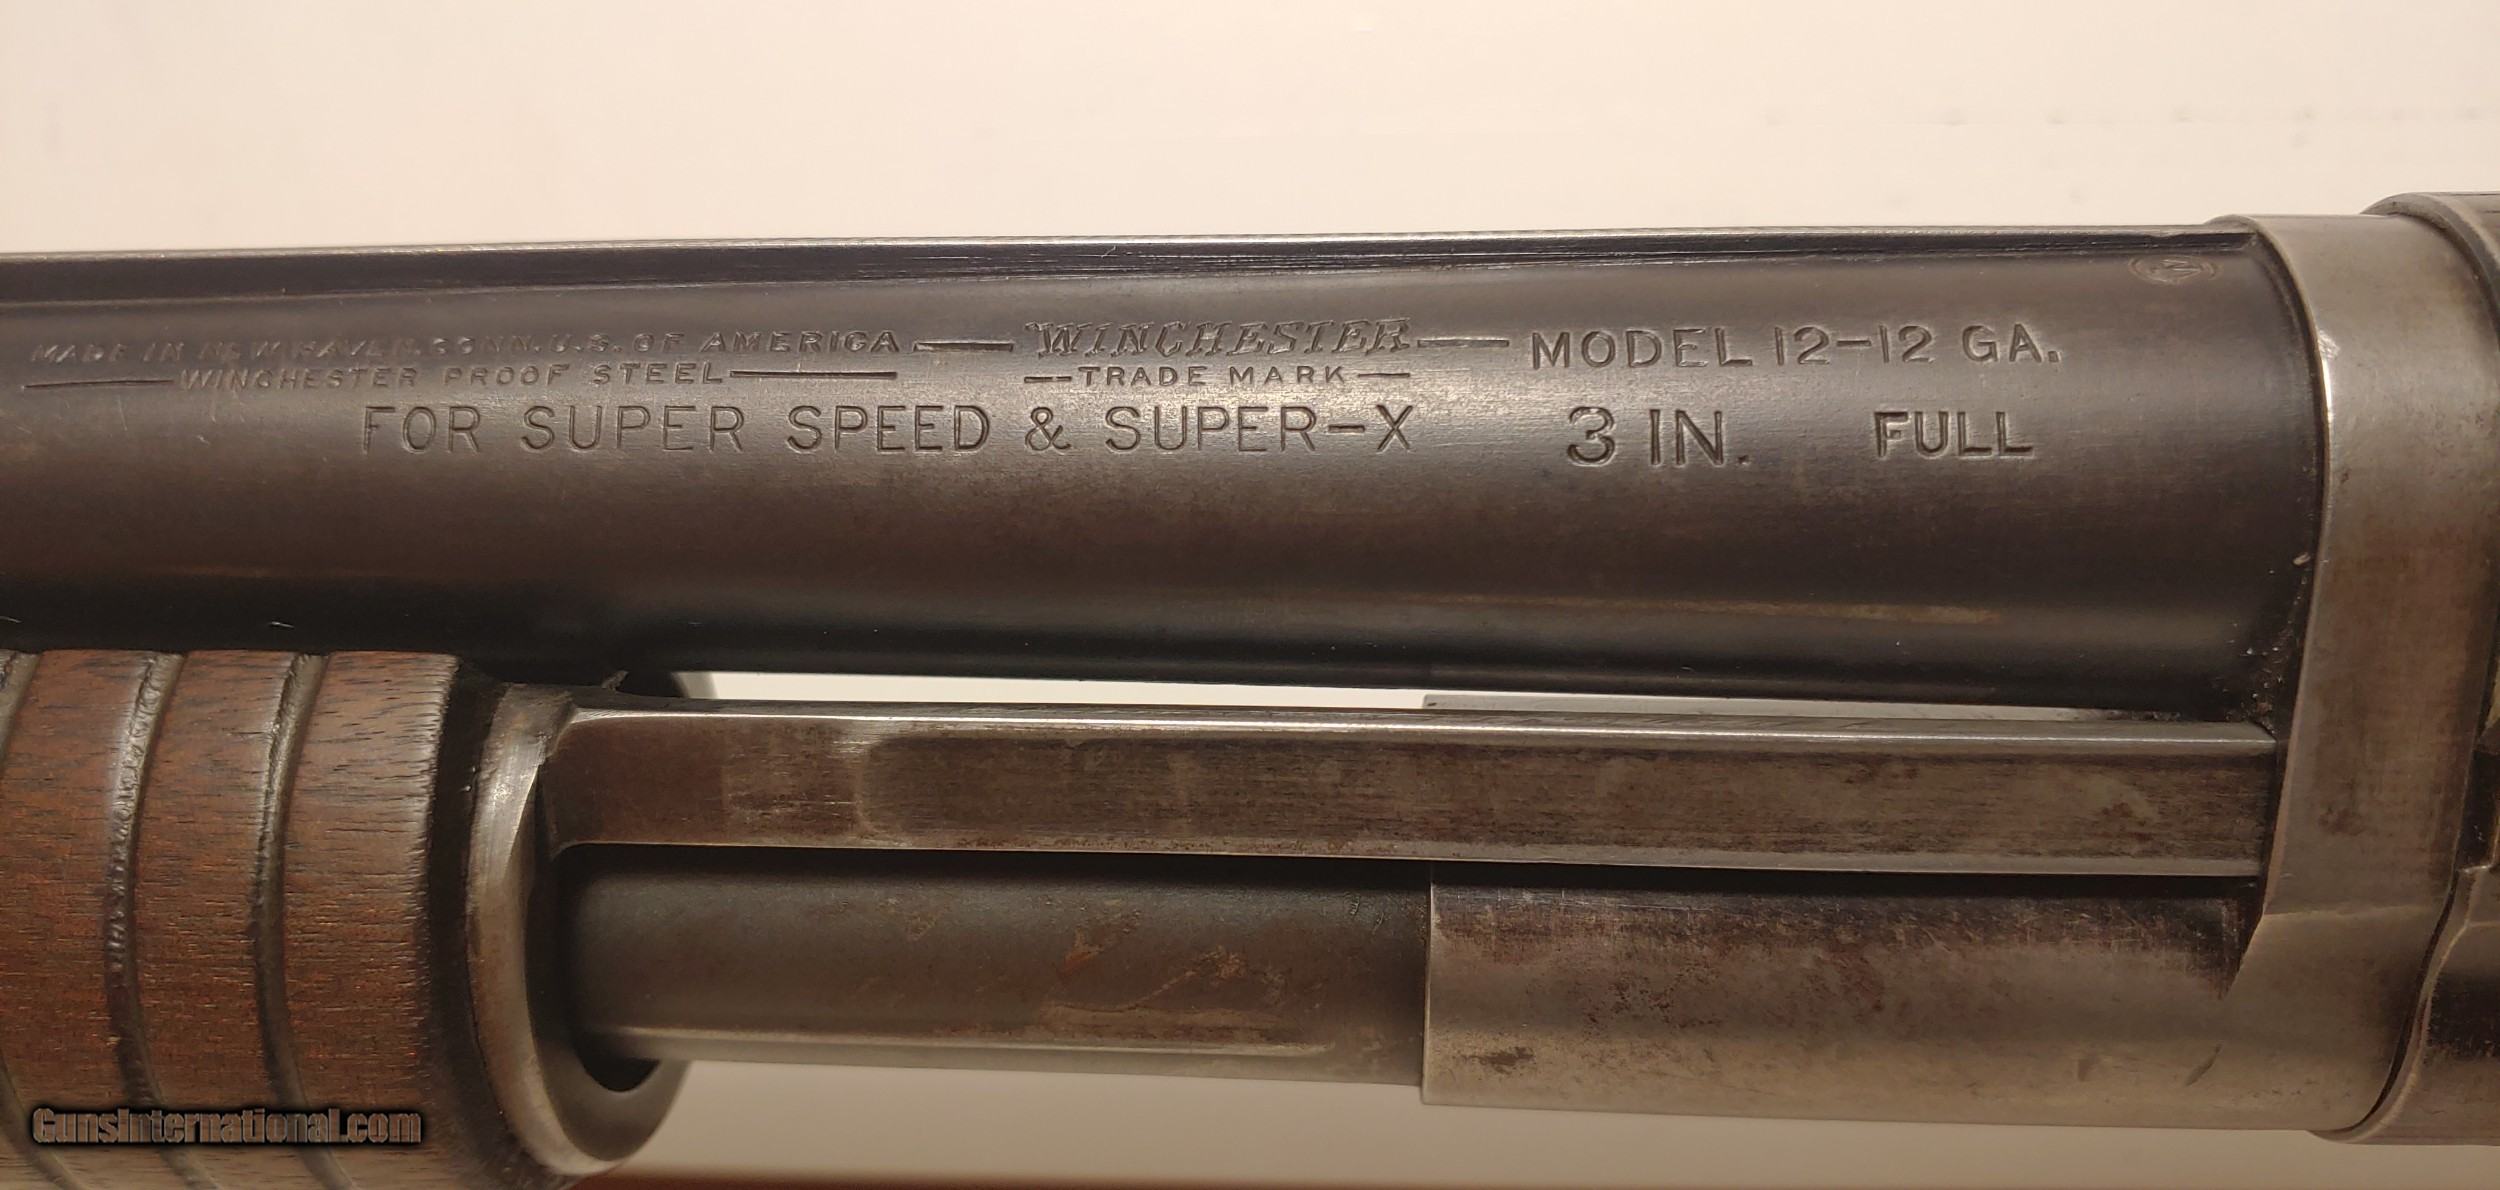 MADE IN NEW HAVEN. CONN. U.S. OF AMERICA — WINCHESTER — MODEL 12-12 GA.
WINCHESTER PROOF STEEL —TRADE MARK—
FOR SUPER SPEED & SUPER-X 3 IN. FULL
GunsInternational.com